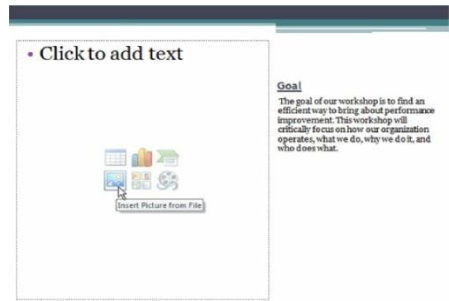 • Click to add text
Goal
The goal of our workshop is to find an
efficient way to bring about performance
improvement. This workshop will
critically focus on how our organization
operates, what we do, why we do it, and
who does what.
Insert Picture from File